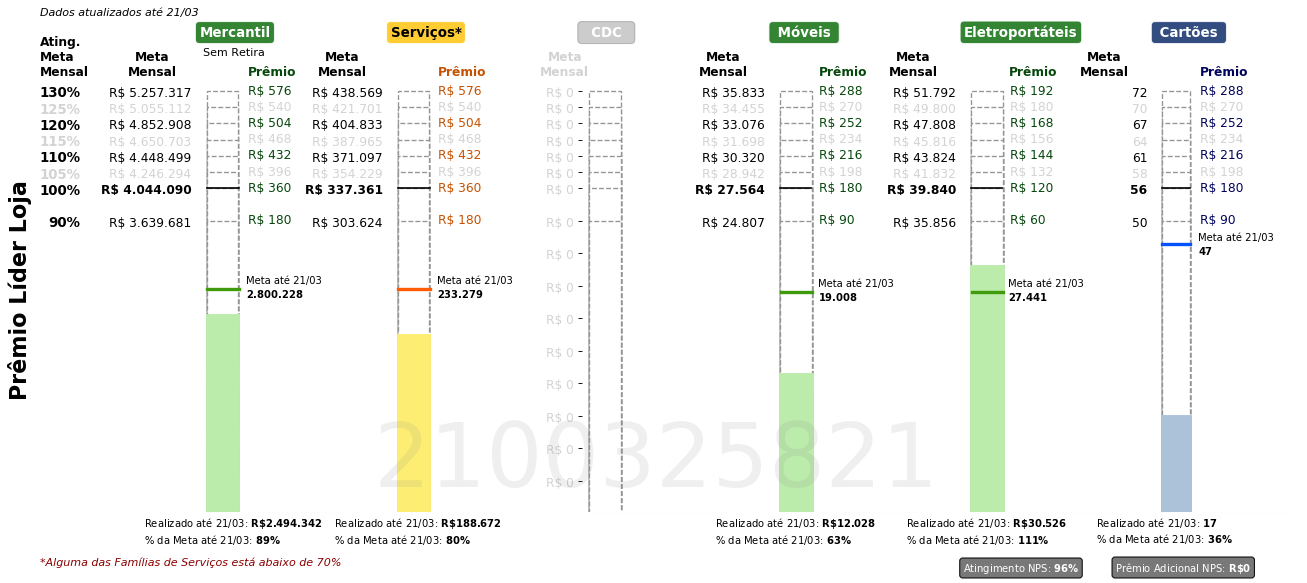 Dados atualizados até 21/03
Mercantil Serviços* CDC Móveis Eletroportáteis Cartões
Sem Retira
Ating. Meta Mensal Meta Mensal Prêmio Meta Mensal Prêmio Meta Mensal Meta Mensal Prêmio Meta Mensal Prêmio Meta Mensal Prêmio
130% R$ 5.257.317 R$ 576 R$ 438.569 R$ 576 R$ 0 R$ 35.833 R$ 288 R$ 51.792 R$ 192 72 R$ 288
125% R$ 5.055.112 R$ 540 R$ 421.701 R$ 540 R$ 0 R$ 34.455 R$ 270 R$ 49.800 R$ 180 70 R$ 270
120% R$ 4.852.908 R$ 504 R$ 404.833 R$ 504 R$ 0 R$ 33.076 R$ 252 R$ 47.808 R$ 168 67 R$ 252
115% R$ 4.650.703 R$ 468 R$ 387.965 R$ 468 R$ 0 R$ 31.698 R$ 234 R$ 45.816 R$ 156 64 R$ 234
110% R$ 4.448.499 R$ 432 R$ 371.097 R$ 432 R$ 0 R$ 30.320 R$ 216 R$ 43.824 R$ 144 61 R$ 216
105% R$ 4.246.294 R$ 396 R$ 354.229 R$ 396 R$ 0 R$ 28.942 R$ 198 R$ 41.832 R$ 132 58 R$ 198
100% R$ 4.044.090 R$ 360 R$ 337.361 R$ 360 R$ 0 R$ 27.564 R$ 180 R$ 39.840 R$ 120 56 R$ 180
90% R$ 3.639.681 R$ 180 R$ 303.624 R$ 180 R$ 0 R$ 24.807 R$ 90 R$ 35.856 R$ 60 50 R$ 90
R$ 0
R$ 0
R$ 0
R$ 0
R$ 0
R$ 0
R$ 0
R$ 0
Meta até 21/03
2.800.228
Meta até 21/03
233.279
Meta até 21/03
19.008
Meta até 21/03
27.441
Meta até 21/03
47
Prêmio Líder Loja
2100325821
Realizado até 21/03: R$2.494.342
% da Meta até 21/03: 89%
Realizado até 21/03: R$188.672
% da Meta até 21/03: 80%
Realizado até 21/03: R$12.028
% da Meta até 21/03: 63%
Realizado até 21/03: R$30.526
% da Meta até 21/03: 111%
Realizado até 21/03: 17
% da Meta até 21/03: 36%
*Alguma das Famílias de Serviços está abaixo de 70%
Atingimento NPS: 96%
Prêmio Adicional NPS: R$0